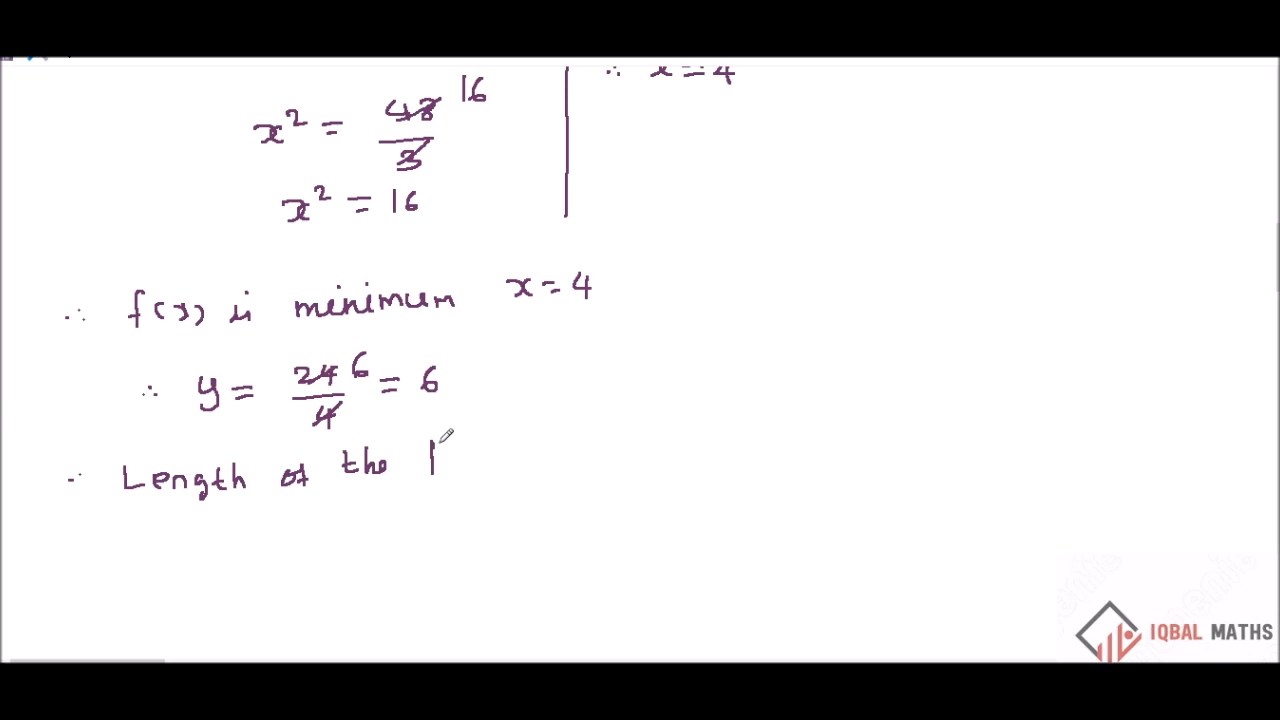 ∴ x = 4
x² = 48/3 16
x² = 16
∴ f(x) is minimum x = 4
∴ y = 24/4 6 = 6
∴ Length of the
IQBAL MATHS